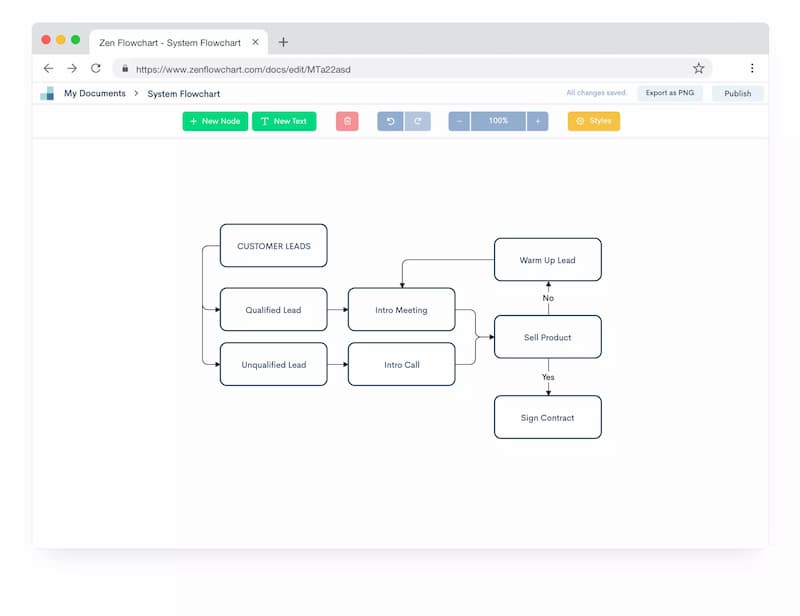 Zen Flowchart - System Flowchart
https://www.zenflowchart.com/docs/edit/MTa22asd
My Documents > System Flowchart
All changes saved.
Export as PNG
Publish
+ New Node
T New Text
− 100% +
Styles
CUSTOMER LEADS
Warm Up Lead
No
Qualified Lead
Intro Meeting
Sell Product
Unqualified Lead
Intro Call
Yes
Sign Contract